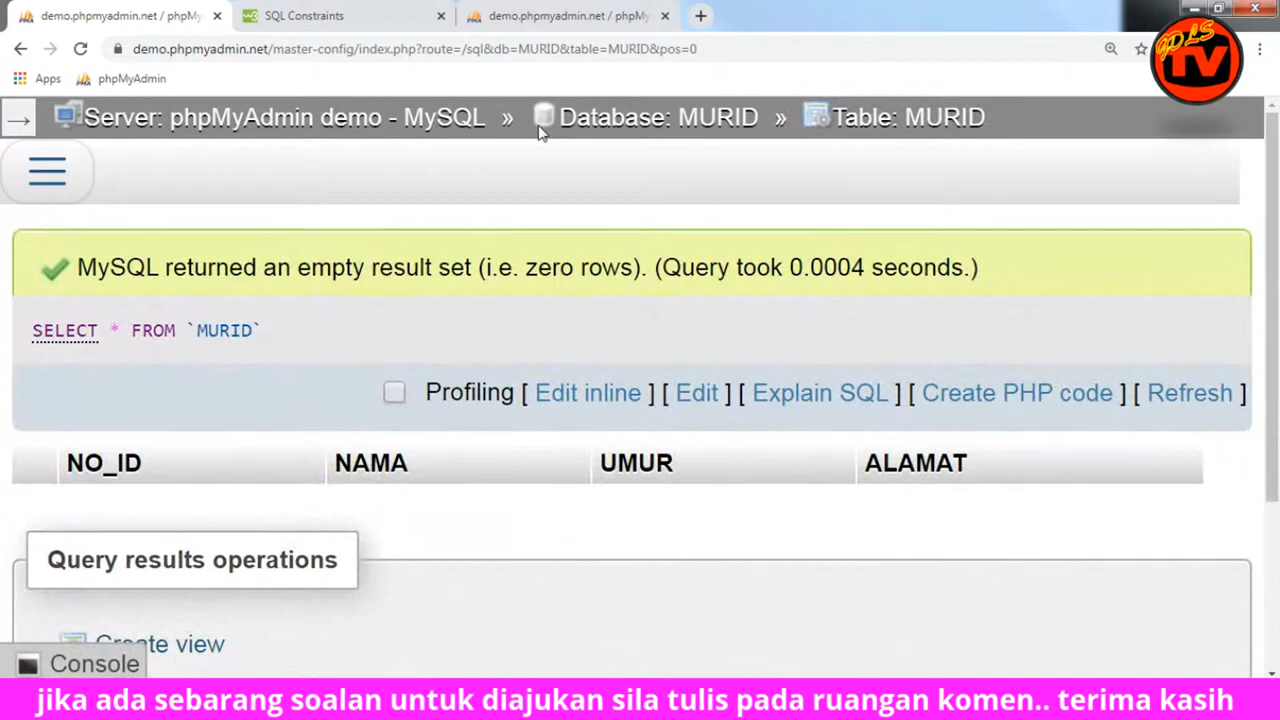 demo.phpmyadmin.net / phpMy
SQL Constraints
demo.phpmyadmin.net / phpMy
demo.phpmyadmin.net/master-config/index.php?route=/sql&db=MURID&table=MURID&pos=0
Apps phpMyAdmin
GDLS
TV
Server: phpMyAdmin demo - MySQL » Database: MURID » Table: MURID
MySQL returned an empty result set (i.e. zero rows). (Query took 0.0004 seconds.)
SELECT * FROM `MURID`
Profiling [ Edit inline ] [ Edit ] [ Explain SQL ] [ Create PHP code ] [ Refresh ]
NO_ID NAMA UMUR ALAMAT
Query results operations
Create view
Console
jika ada sebarang soalan untuk diajukan sila tulis pada ruangan komen.. terima kasih